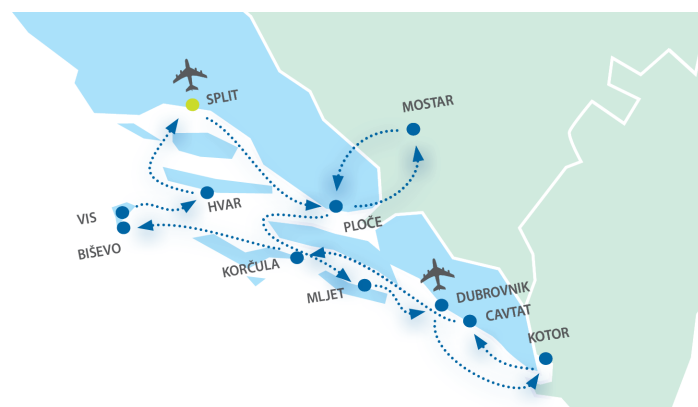 SPLIT
MOSTAR
HVAR
VIS
PLOČE
BIŠEVO
KORČULA
MLJET
DUBROVNIK
CAVTAT
KOTOR